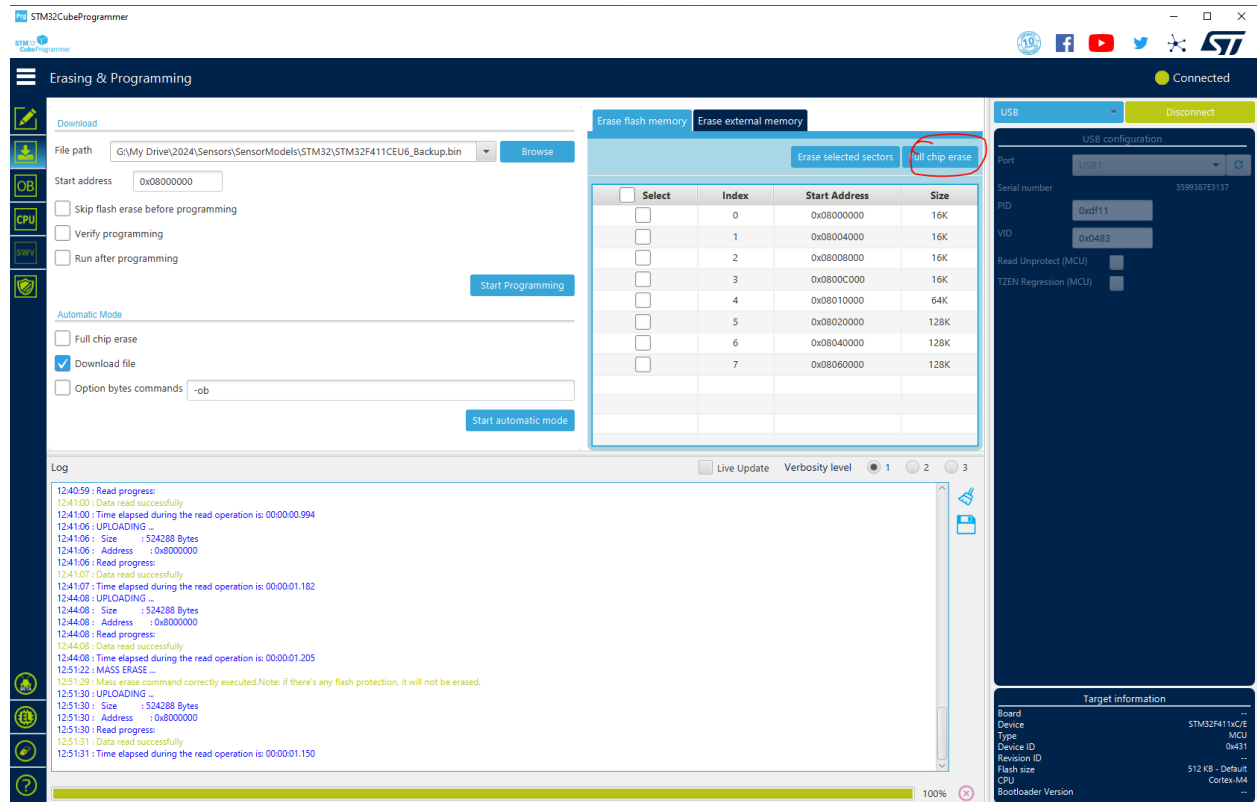 STM32CubeProgrammer
STM32
CubeProgrammer
Erasing & Programming
Connected
Download
File path G:\My Drive\2024\Sensors\SensorModels\STM32\STM32F411CEU6_Backup.bin Browse
Start address 0x08000000
Skip flash erase before programming
Verify programming
Run after programming
Start Programming
Automatic Mode
Full chip erase
Download file
Option bytes commands -ob
Start automatic mode
Erase flash memory Erase external memory
Erase selected sectors Full chip erase
Select Index Start Address Size
0 0x08000000 16K
1 0x08004000 16K
2 0x08008000 16K
3 0x0800C000 16K
4 0x08010000 64K
5 0x08020000 128K
6 0x08040000 128K
7 0x08060000 128K
USB Disconnect
USB configuration
Port USB1
Serial number 3599387E3137
PID 0xdf11
VID 0x0483
Read Unprotect (MCU)
TZEN Regression (MCU)
OB
CPU
SWV
Log Live Update Verbosity level 1 2 3
12:40:59 : Read progress:
12:41:00 : Data read successfully
12:41:00 : Time elapsed during the read operation is: 00:00:00.994
12:41:06 : UPLOADING ...
12:41:06 : Size : 524288 Bytes
12:41:06 : Address : 0x8000000
12:41:06 : Read progress:
12:41:07 : Data read successfully
12:41:07 : Time elapsed during the read operation is: 00:00:01.182
12:44:08 : UPLOADING ...
12:44:08 : Size : 524288 Bytes
12:44:08 : Address : 0x8000000
12:44:08 : Read progress:
12:44:08 : Data read successfully
12:44:08 : Time elapsed during the read operation is: 00:00:01.205
12:51:22 : MASS ERASE ...
12:51:29 : Mass erase command correctly executed.Note: if there's any flash protection, it will not be erased.
12:51:30 : UPLOADING ...
12:51:30 : Size : 524288 Bytes
12:51:30 : Address : 0x8000000
12:51:30 : Read progress:
12:51:31 : Data read successfully
12:51:31 : Time elapsed during the read operation is: 00:00:01.150
100%
Target information
Board --
Device STM32F411xC/E
Type MCU
Device ID 0x431
Revision ID --
Flash size 512 KB - Default
CPU Cortex-M4
Bootloader Version --